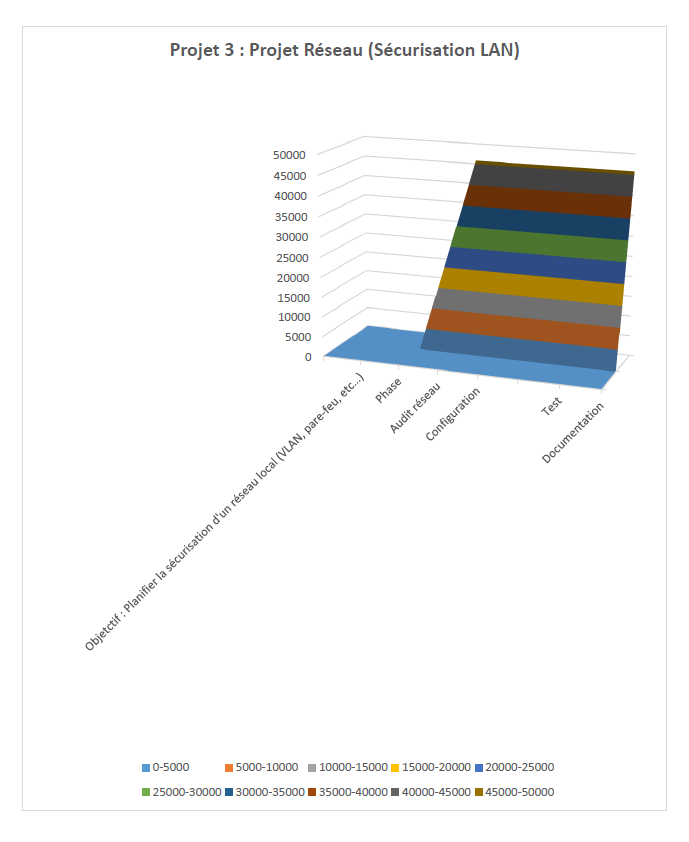 Projet 3 : Projet Réseau (Sécurisation LAN)
50000
45000
40000
35000
30000
25000
20000
15000
10000
5000
0
Objetctif : Planifier la sécurisation d'un réseau local (VLAN, pare-feu, etc...)
Phase
Audit réseau
Configuration
Test
Documentation
0-5000 5000-10000 10000-15000 15000-20000 20000-25000
25000-30000 30000-35000 35000-40000 40000-45000 45000-50000